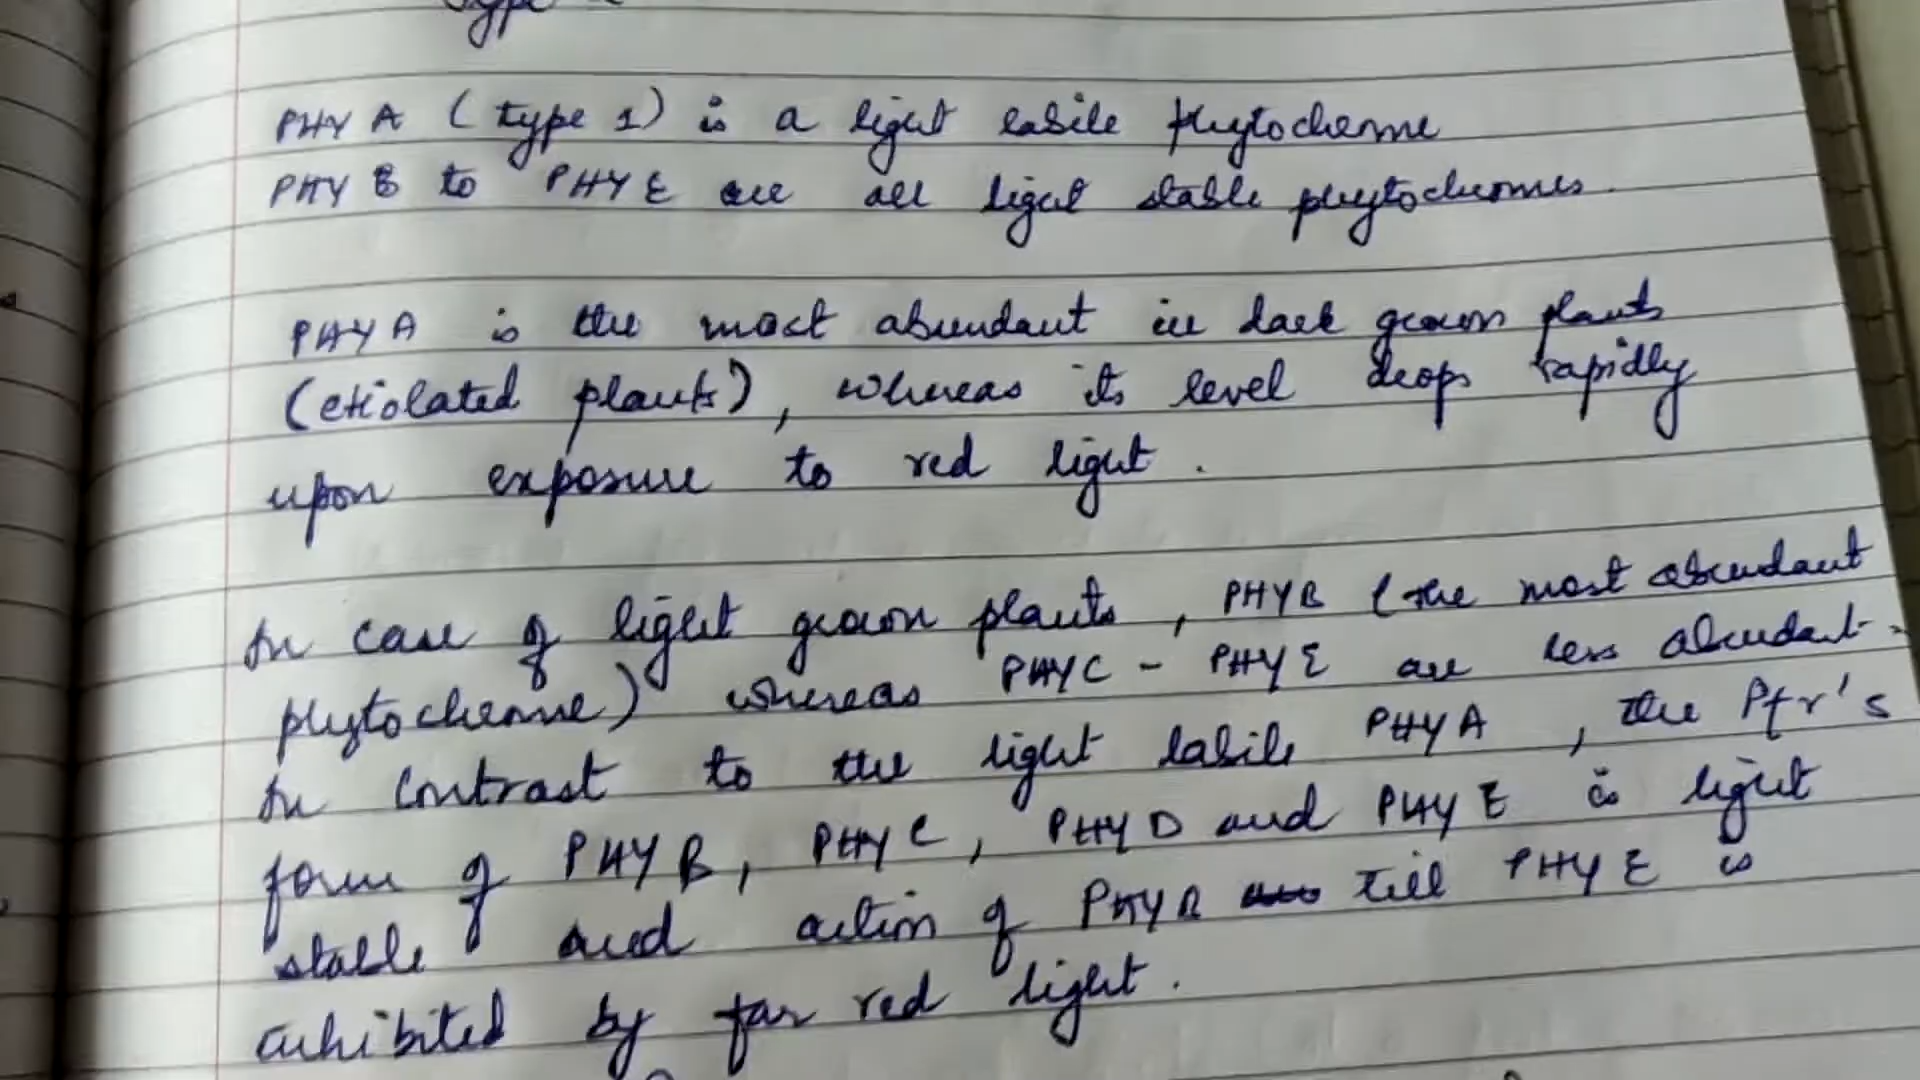 Type
PHY A (type 1) is a light labile phytochrome
PHY B to PHY E are all light stable phytochromes.
PHY A is the most abundant in dark grown plants
(etiolated plants), whereas its level drops rapidly
upon exposure to red light.
In case of light grown plants, PHYB (the most abundant
phytochrome) whereas PHYC - PHYE are less abundant.
In contrast to the light labile PHYA, the Pfr's
form of PHYB, PHYC, PHYD and PHYE is light
stable and action of PHYB till PHYE is
inhibited by far red light.